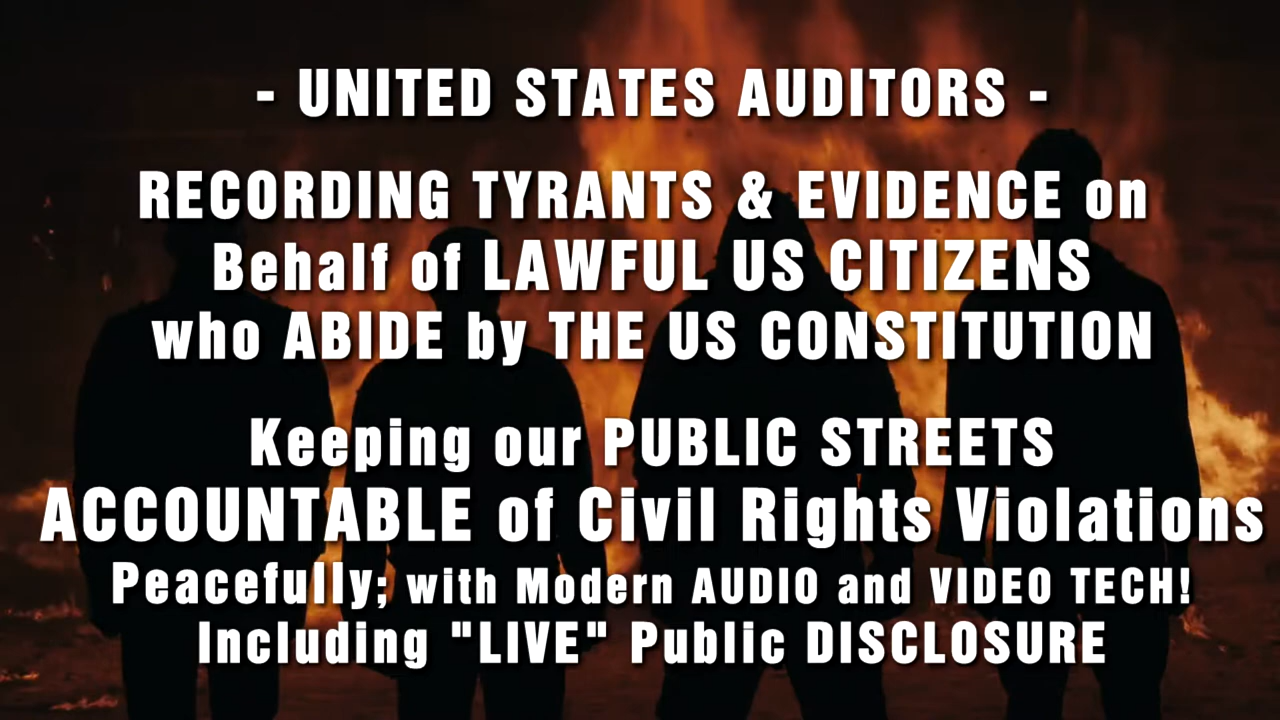 - UNITED STATES AUDITORS -
RECORDING TYRANTS & EVIDENCE on
Behalf of LAWFUL US CITIZENS
who ABIDE by THE US CONSTITUTION
Keeping our PUBLIC STREETS
ACCOUNTABLE of Civil Rights Violations
Peacefully; with Modern AUDIO and VIDEO TECH!
Including "LIVE" Public DISCLOSURE